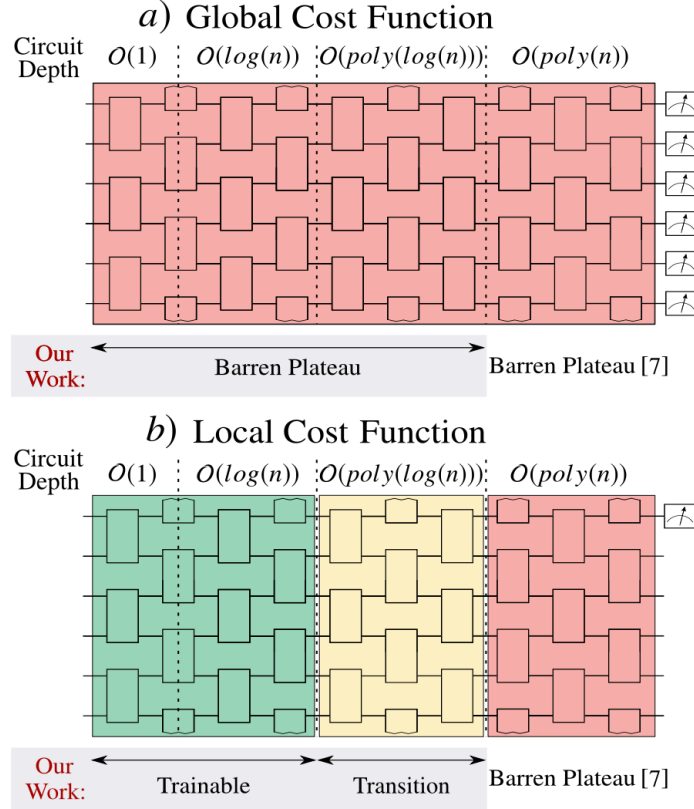 a) Global Cost Function
Circuit Depth O(1) O(log(n)) O(poly(log(n))) O(poly(n))
Our Work: Barren Plateau Barren Plateau [7]
b) Local Cost Function
Circuit Depth O(1) O(log(n)) O(poly(log(n))) O(poly(n))
Our Work: Trainable Transition Barren Plateau [7]